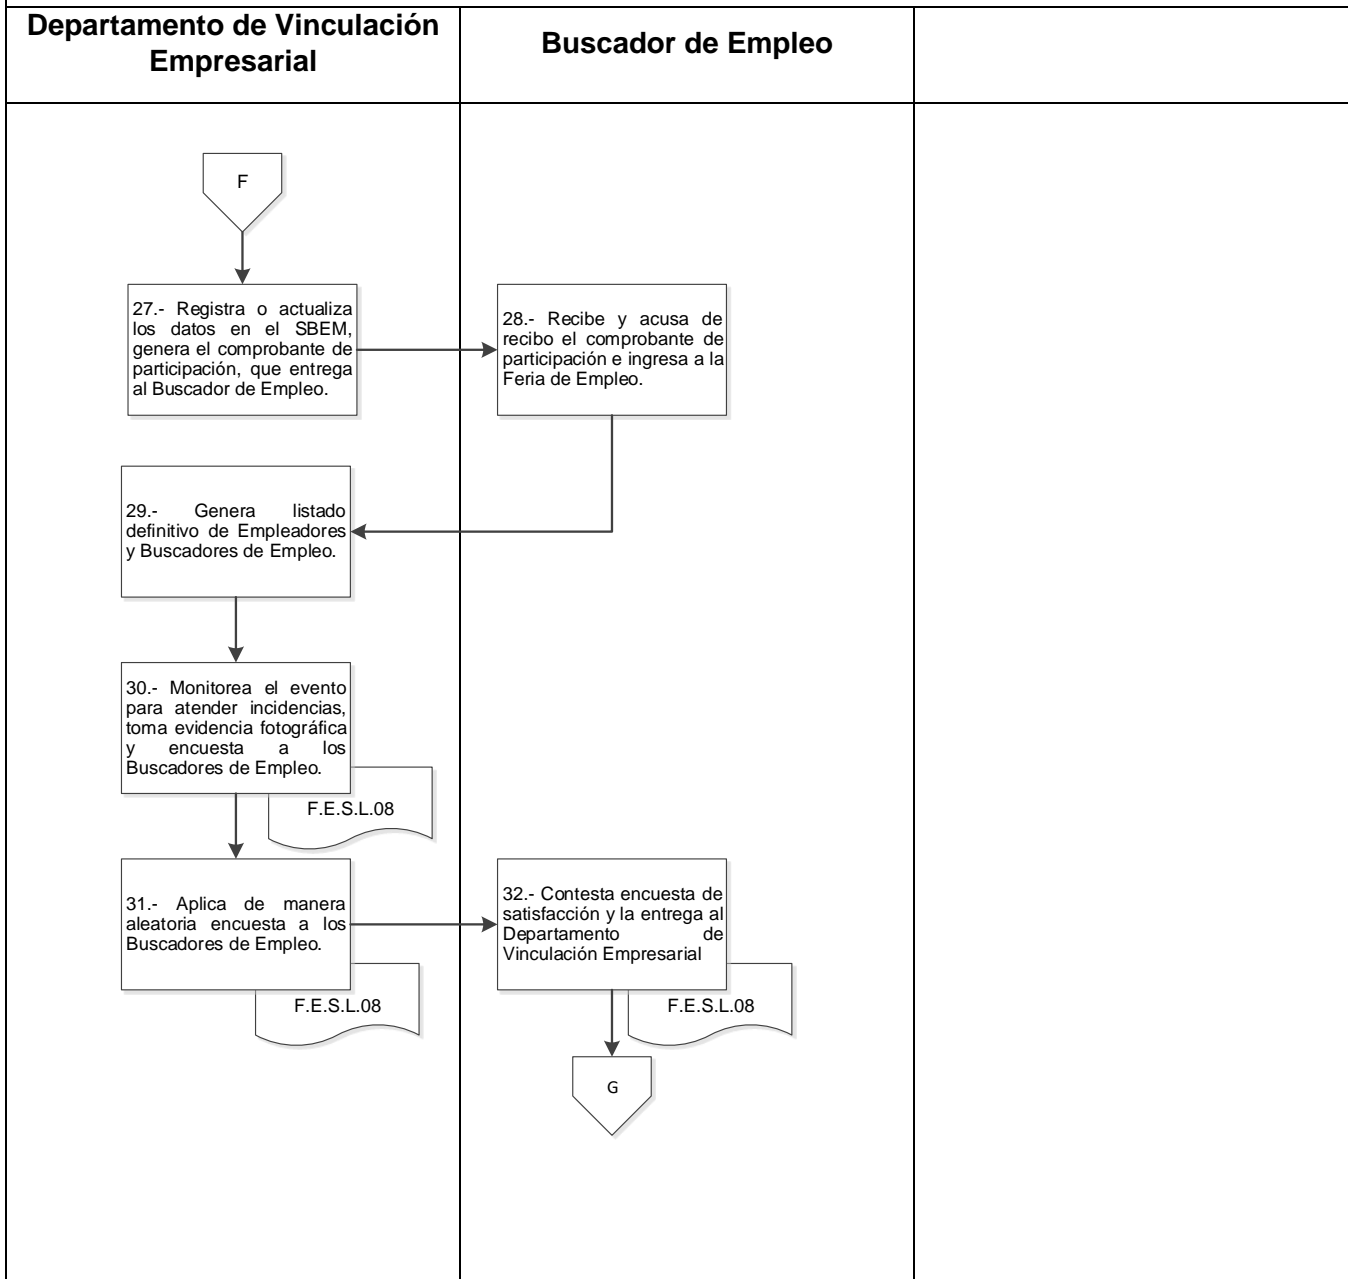 Departamento de Vinculación
Empresarial
Buscador de Empleo
F
27.- Registra o actualiza
los datos en el SBEM,
genera el comprobante de
participación, que entrega
al Buscador de Empleo.
28.- Recibe y acusa de
recibo el comprobante de
participación e ingresa a la
Feria de Empleo.
29.- Genera listado
definitivo de Empleadores
y Buscadores de Empleo.
30.- Monitorea el evento
para atender incidencias,
toma evidencia fotográfica
y encuesta a los
Buscadores de Empleo.
F.E.S.L.08
31.- Aplica de manera
aleatoria encuesta a los
Buscadores de Empleo.
F.E.S.L.08
32.- Contesta encuesta de
satisfacción y la entrega al
Departamento de
Vinculación Empresarial
F.E.S.L.08
G